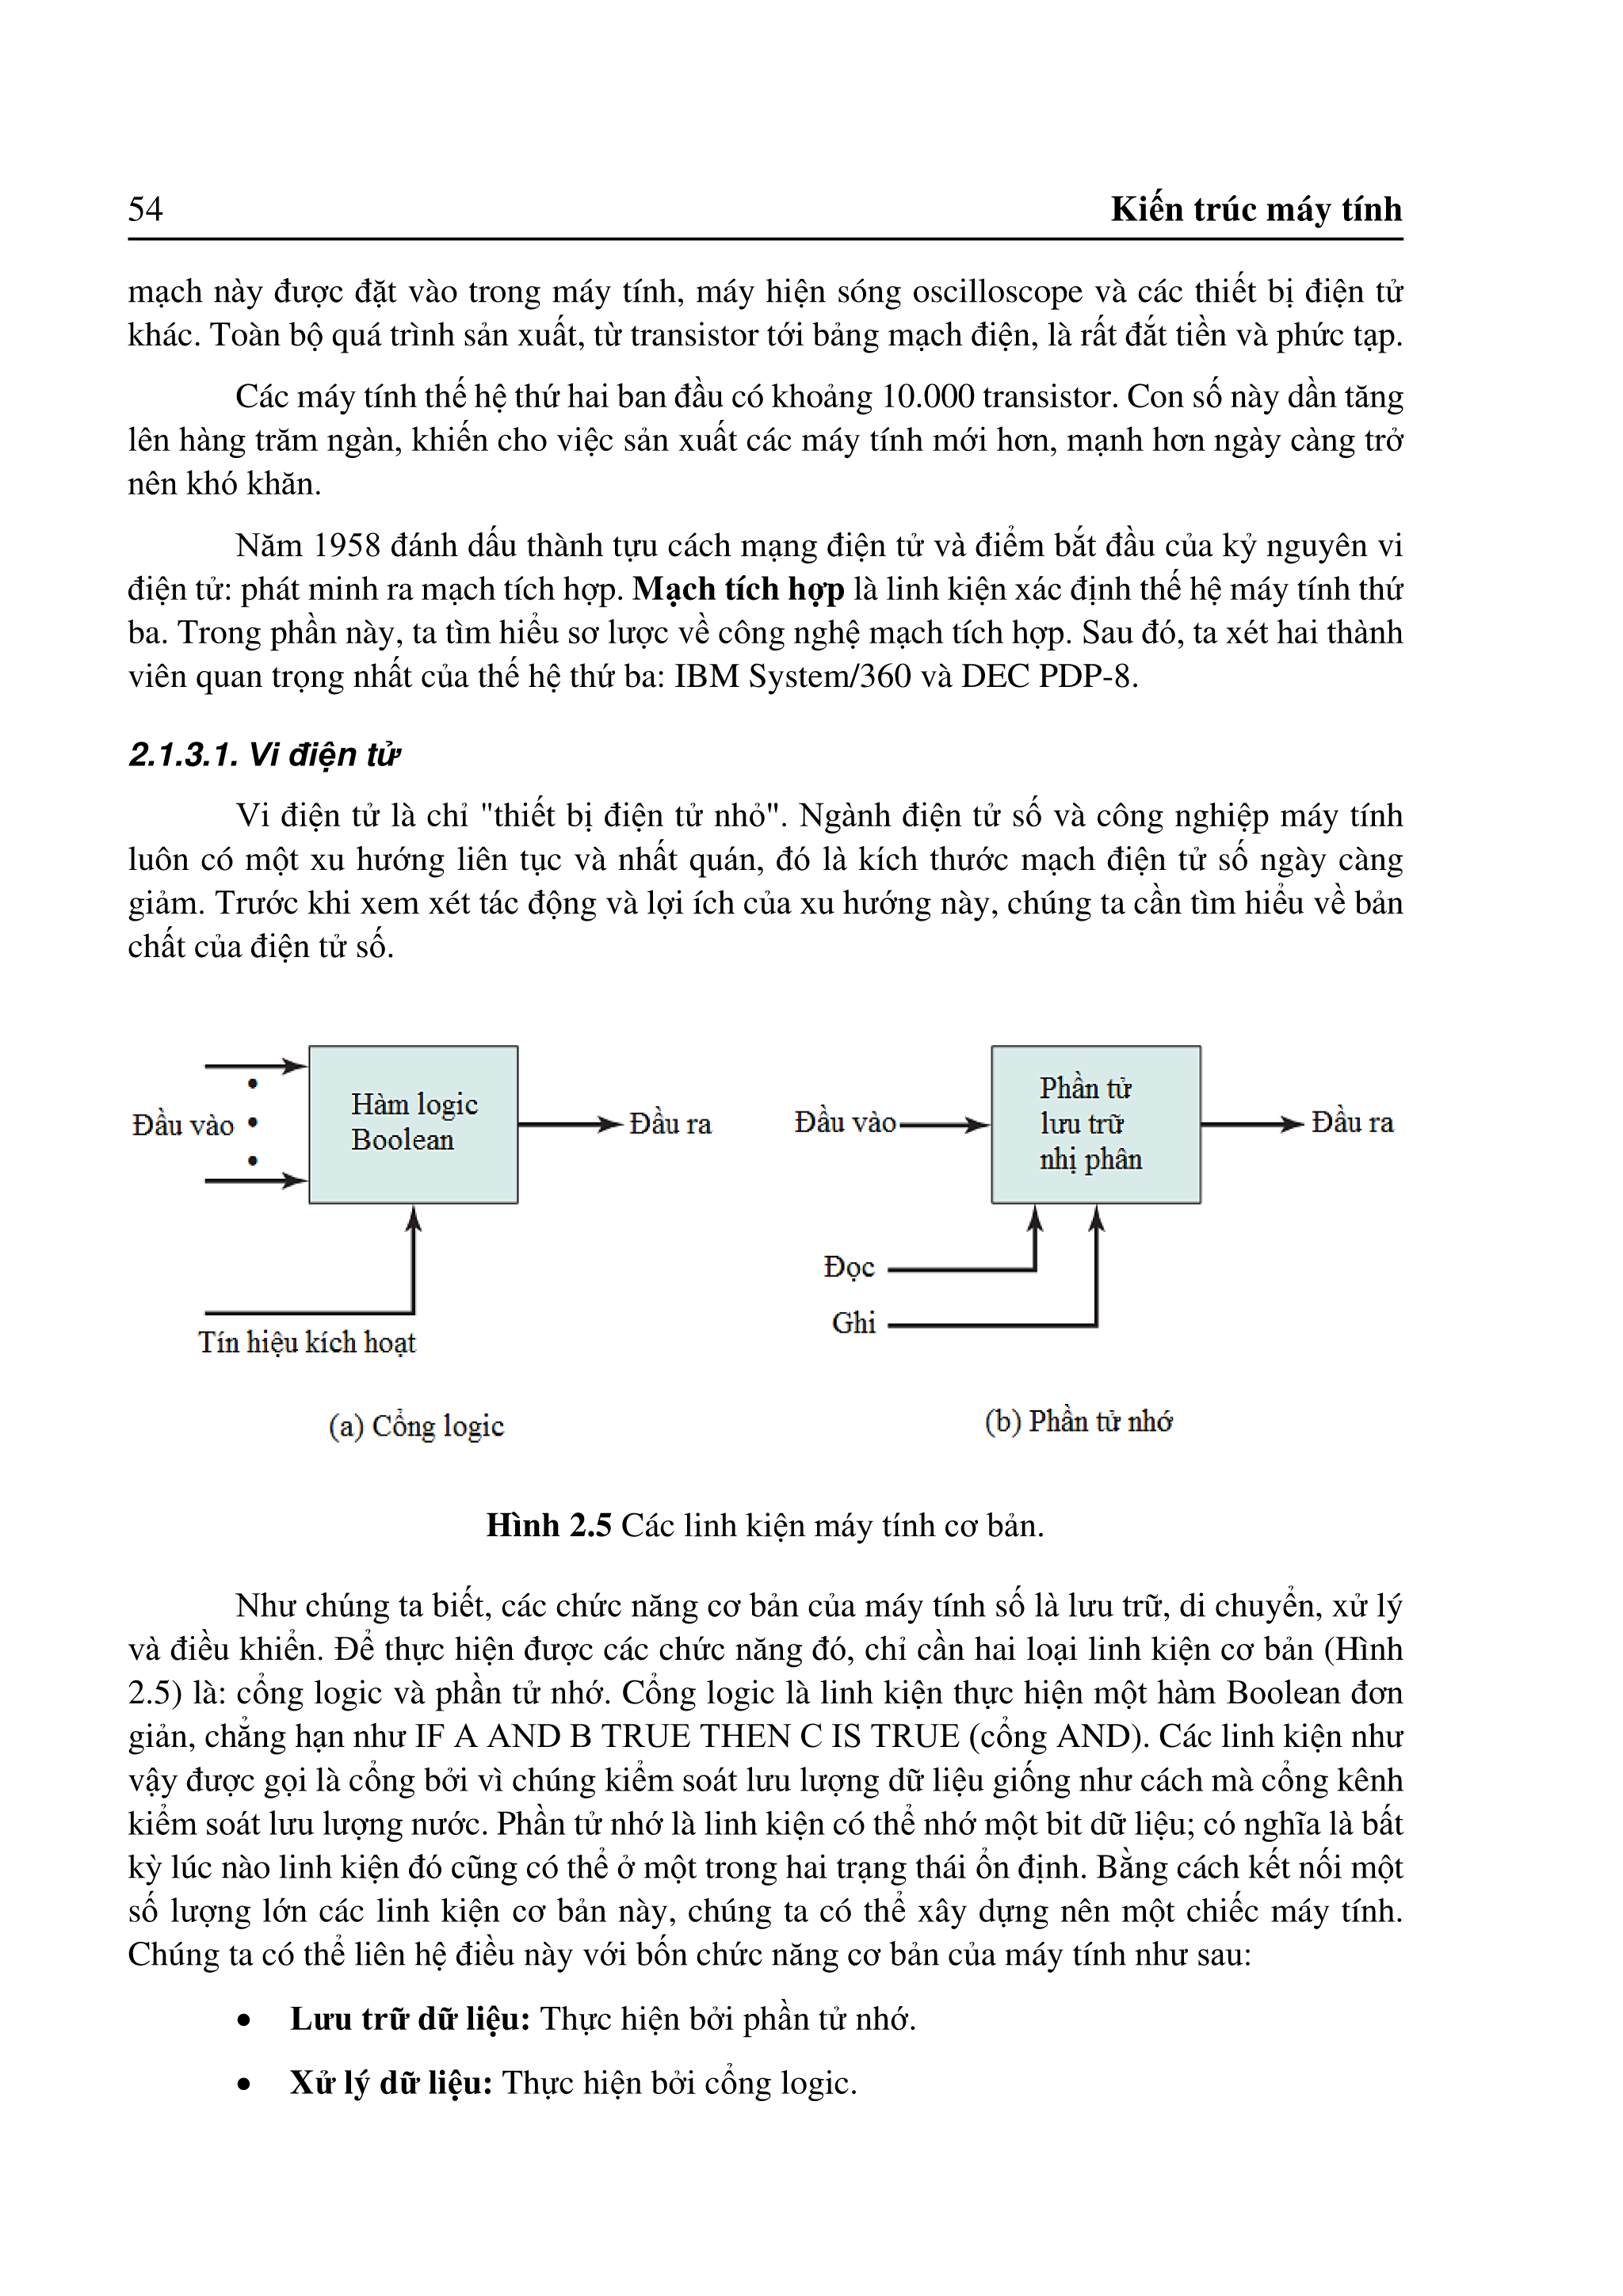 54
Kiến trúc máy tính
mạch này được đặt vào trong máy tính, máy hiện sóng oscilloscope và các thiết bị điện tử
khác. Toàn bộ quá trình sản xuất, từ transistor tới bảng mạch điện, là rất đắt tiền và phức tạp.
Các máy tính thế hệ thứ hai ban đầu có khoảng 10.000 transistor. Con số này dần tăng
lên hàng trăm ngàn, khiến cho việc sản xuất các máy tính mới hơn, mạnh hơn ngày càng trở
nên khó khăn.
Năm 1958 đánh dấu thành tựu cách mạng điện tử và điểm bắt đầu của kỷ nguyên vi
điện tử: phát minh ra mạch tích hợp. Mạch tích hợp là linh kiện xác định thế hệ máy tính thứ
ba. Trong phần này, ta tìm hiểu sơ lược về công nghệ mạch tích hợp. Sau đó, ta xét hai thành
viên quan trọng nhất của thế hệ thứ ba: IBM System/360 và DEC PDP-8.
2.1.3.1. Vi điện tử
Vi điện tử là chỉ "thiết bị điện tử nhỏ". Ngành điện tử số và công nghiệp máy tính
luôn có một xu hướng liên tục và nhất quán, đó là kích thước mạch điện tử số ngày càng
giảm. Trước khi xem xét tác động và lợi ích của xu hướng này, chúng ta cần tìm hiểu về bản
chất của điện tử số.
Đầu vào
Hàm logic
Boolean
Đầu ra
Tín hiệu kích hoạt
(a) Cổng logic
Đầu vào
Phần tử
lưu trữ
nhị phân
Đầu ra
Đọc
Ghi
(b) Phần tử nhớ
Hình 2.5 Các linh kiện máy tính cơ bản.
Như chúng ta biết, các chức năng cơ bản của máy tính số là lưu trữ, di chuyển, xử lý
và điều khiển. Để thực hiện được các chức năng đó, chỉ cần hai loại linh kiện cơ bản (Hình
2.5) là: cổng logic và phần tử nhớ. Cổng logic là linh kiện thực hiện một hàm Boolean đơn
giản, chẳng hạn như IF A AND B TRUE THEN C IS TRUE (cổng AND). Các linh kiện như
vậy được gọi là cổng bởi vì chúng kiểm soát lưu lượng dữ liệu giống như cách mà cổng kênh
kiểm soát lưu lượng nước. Phần tử nhớ là linh kiện có thể nhớ một bit dữ liệu; có nghĩa là bất
kỳ lúc nào linh kiện đó cũng có thể ở một trong hai trạng thái ổn định. Bằng cách kết nối một
số lượng lớn các linh kiện cơ bản này, chúng ta có thể xây dựng nên một chiếc máy tính.
Chúng ta có thể liên hệ điều này với bốn chức năng cơ bản của máy tính như sau:
• Lưu trữ dữ liệu: Thực hiện bởi phần tử nhớ.
• Xử lý dữ liệu: Thực hiện bởi cổng logic.